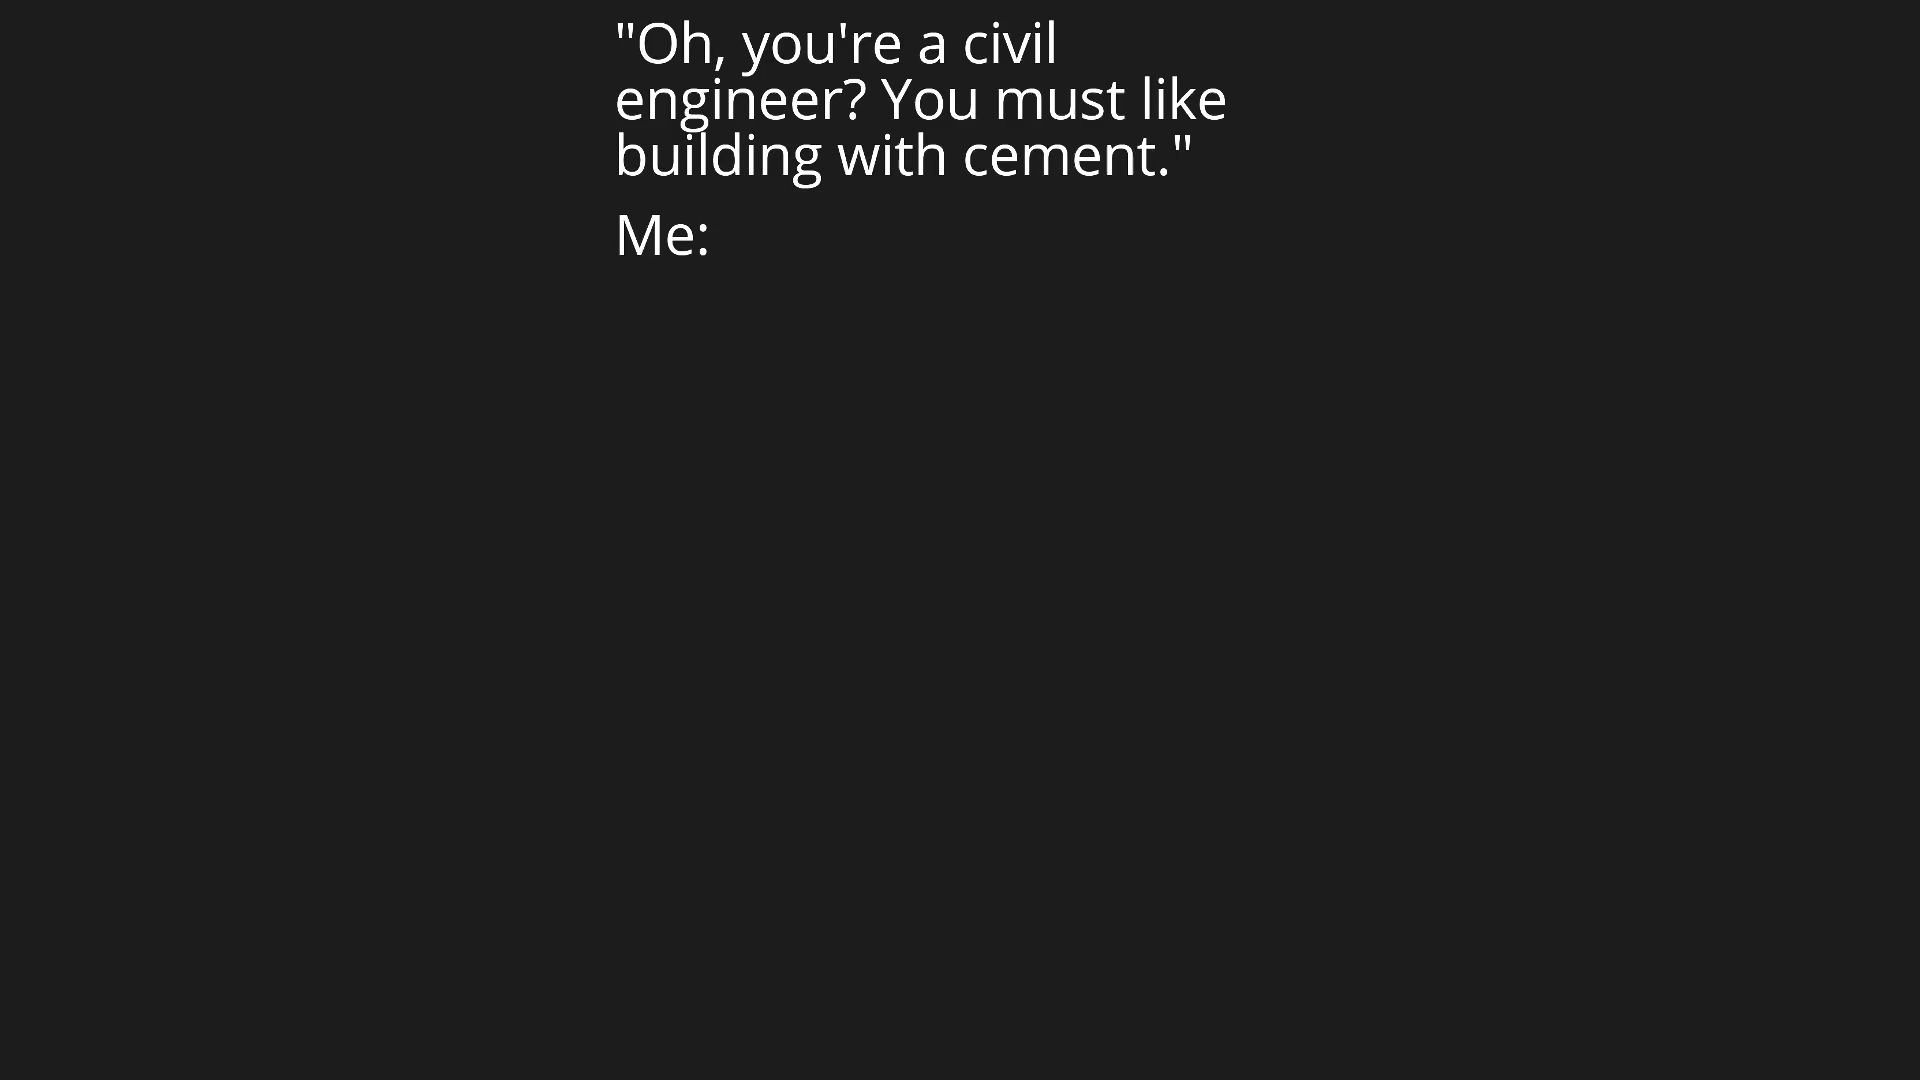 "Oh, you're a civil
engineer? You must like
building with cement."
Me: